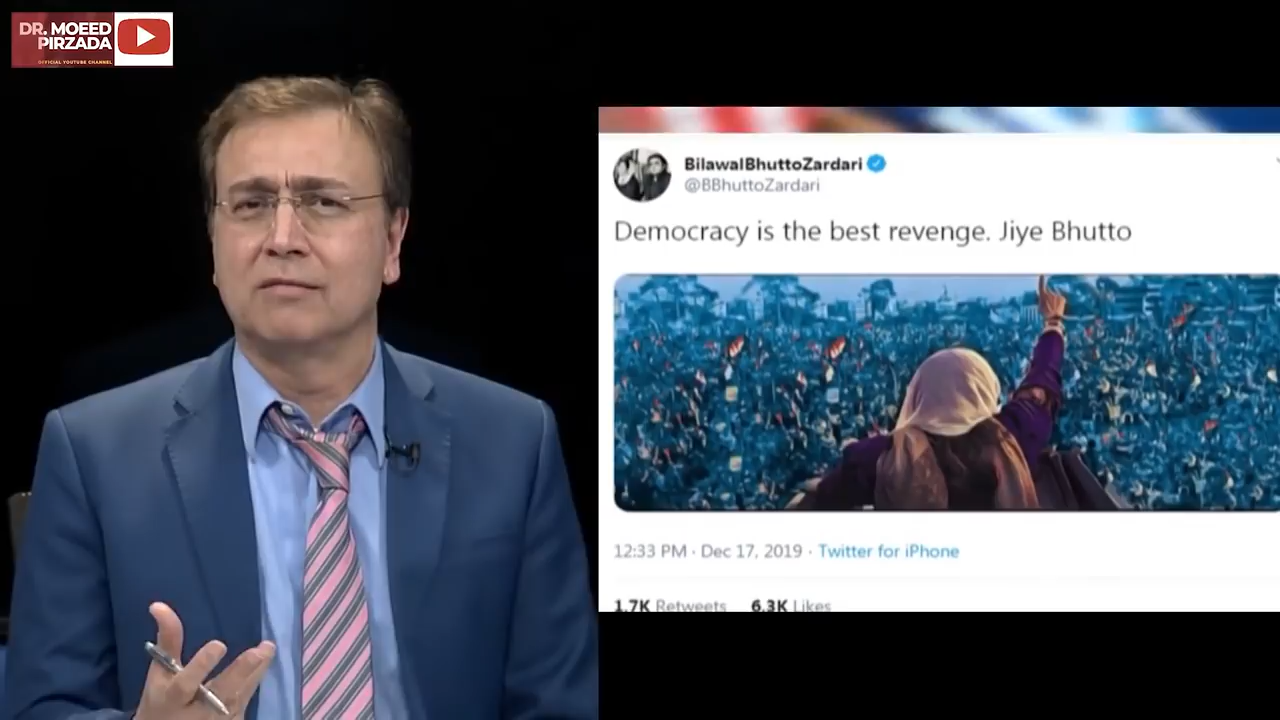 DR. MOEED
PIRZADA
OFFICIAL YOUTUBE CHANNEL
BilawalBhuttoZardari
@BBhuttoZardari
Democracy is the best revenge. Jiye Bhutto
12:33 PM · Dec 17, 2019 · Twitter for iPhone
1.7K Retweets 6.3K Likes